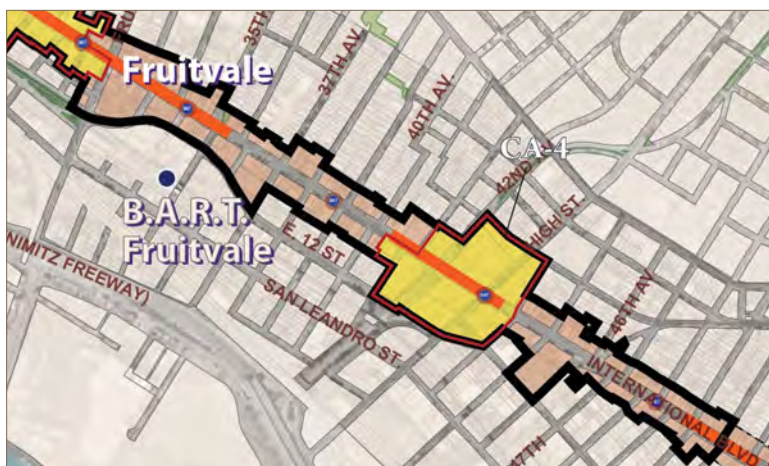 Fruitvale
35TH
37TH AV.
40TH AV.
CA-4
42ND
HIGH ST.
B.A.R.T.
Fruitvale
E. 12 ST
NIMITZ FREEWAY)
SAN LEANDRO ST.
46TH AV
INTERNATIONAL BLVD
47TH